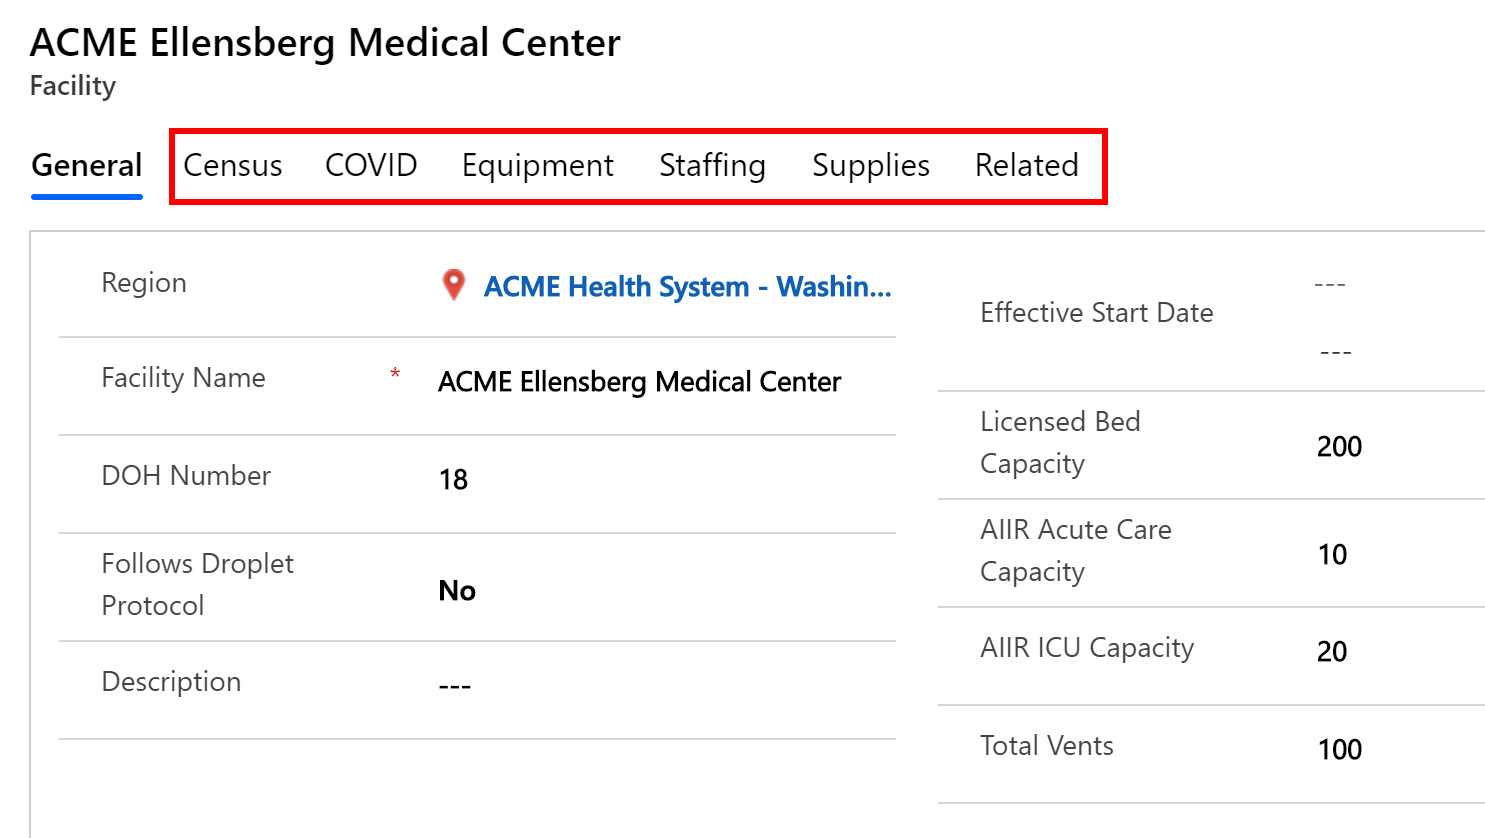 ACME Ellensberg Medical Center
Facility
General Census COVID Equipment Staffing Supplies Related
Region
ACME Health System - Washin...
Facility Name * ACME Ellensberg Medical Center
DOH Number 18
Follows Droplet
Protocol
No
Description ---
Effective Start Date
---
---
Licensed Bed
Capacity
200
AIIR Acute Care
Capacity
10
AIIR ICU Capacity 20
Total Vents 100